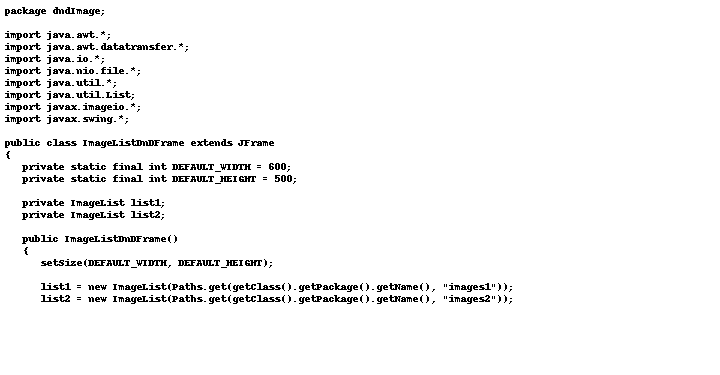 package dndImage;
import java.awt.*;
import java.awt.datatransfer.*;
import java.io.*;
import java.nio.file.*;
import java.util.*;
import java.util.List;
import javax.imageio.*;
import javax.swing.*;
public class ImageListDnDFrame extends JFrame
{
private static final int DEFAULT_WIDTH = 600;
private static final int DEFAULT_HEIGHT = 500;
private ImageList list1;
private ImageList list2;
public ImageListDnDFrame()
{
setSize(DEFAULT_WIDTH, DEFAULT_HEIGHT);
list1 = new ImageList(Paths.get(getClass().getPackage().getName(), "images1"));
list2 = new ImageList(Paths.get(getClass().getPackage().getName(), "images2"));